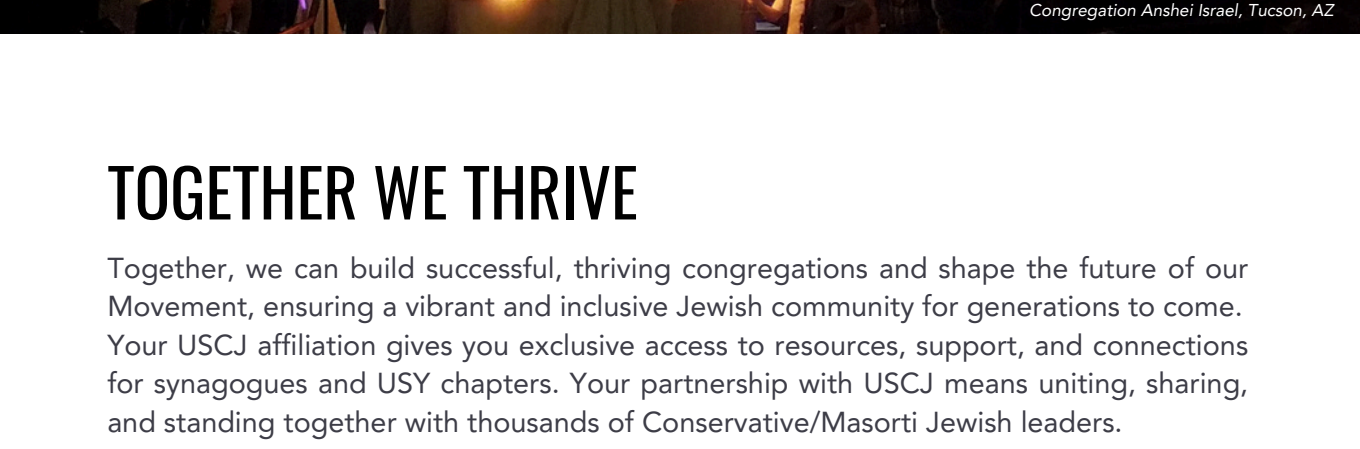 Congregation Anshei Israel, Tucson, AZ
TOGETHER WE THRIVE
Together, we can build successful, thriving congregations and shape the future of our
Movement, ensuring a vibrant and inclusive Jewish community for generations to come.
Your USCJ affiliation gives you exclusive access to resources, support, and connections
for synagogues and USY chapters. Your partnership with USCJ means uniting, sharing,
and standing together with thousands of Conservative/Masorti Jewish leaders.